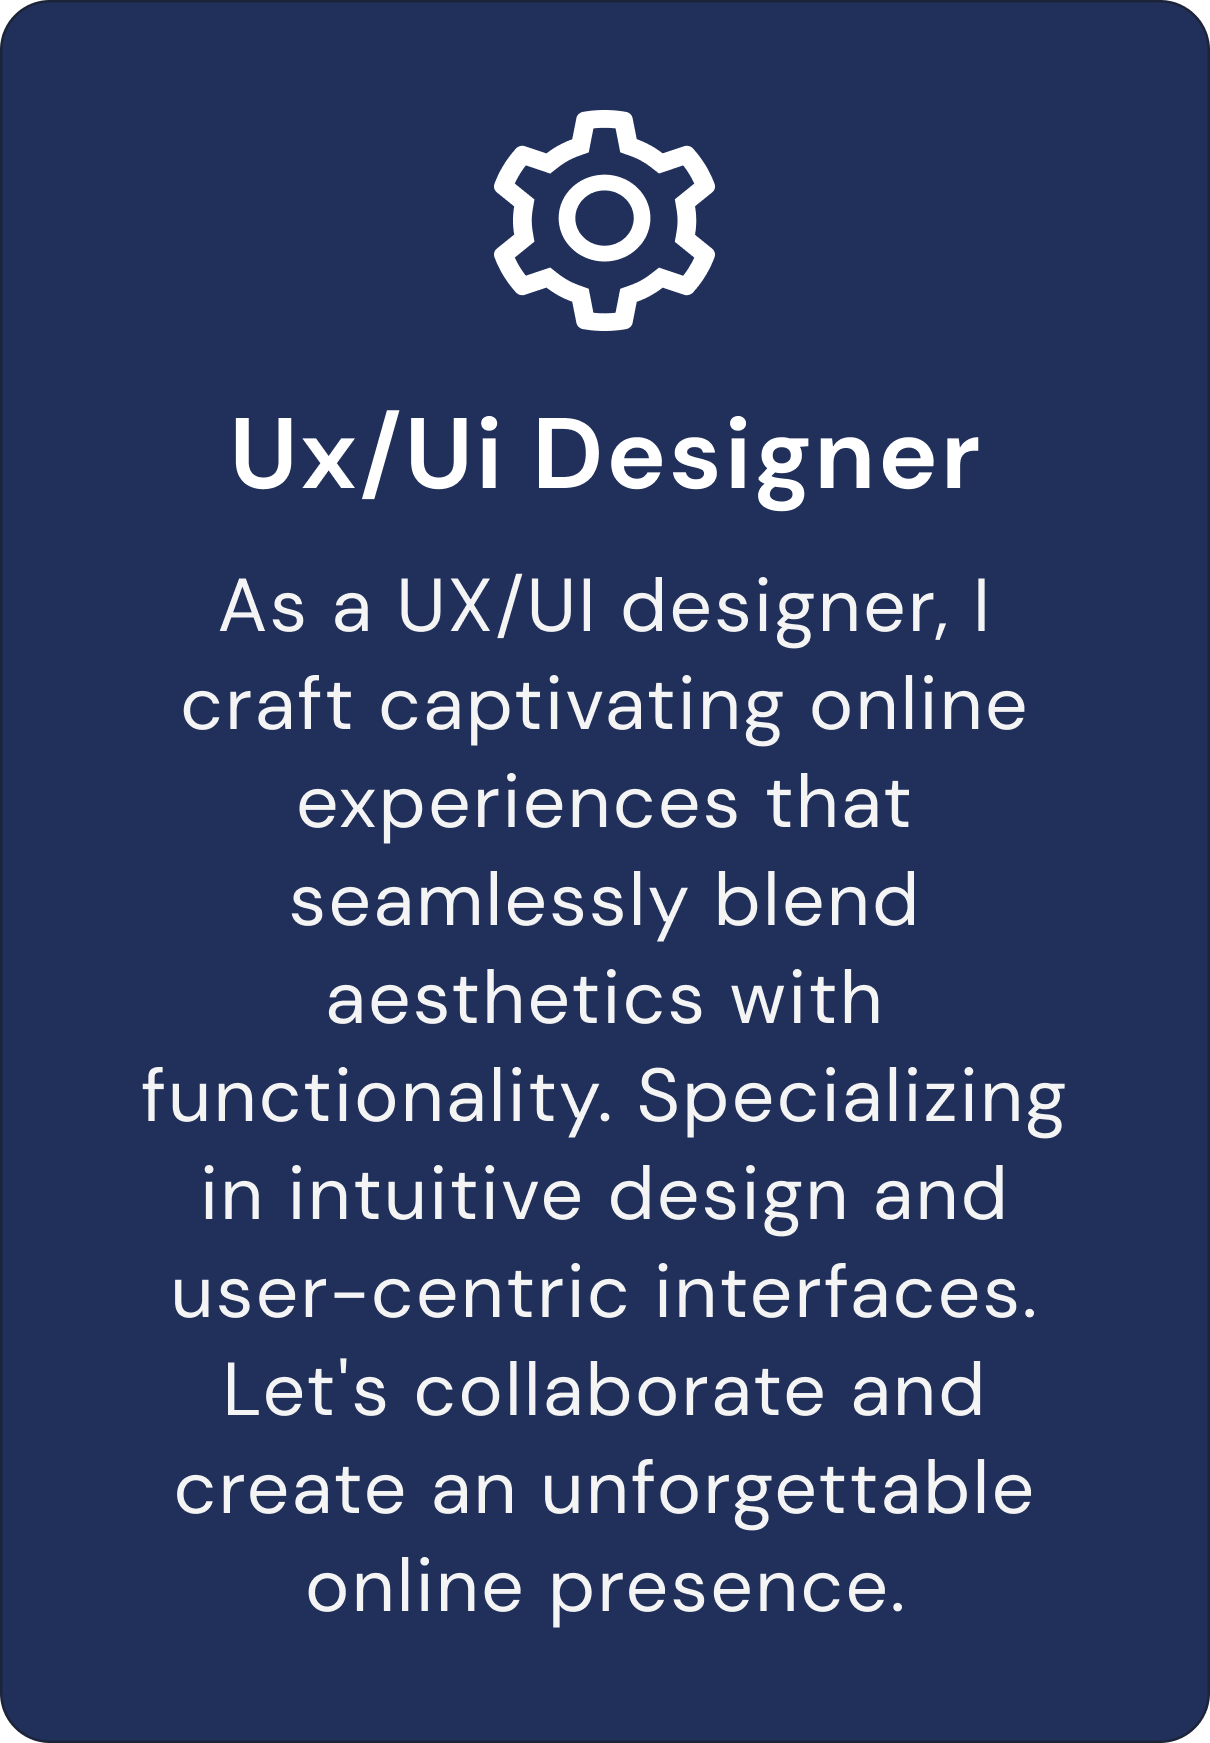 Ux/Ui Designer
As a UX/UI designer, I
craft captivating online
experiences that
seamlessly blend
aesthetics with
functionality. Specializing
in intuitive design and
user-centric interfaces.
Let's collaborate and
create an unforgettable
online presence.